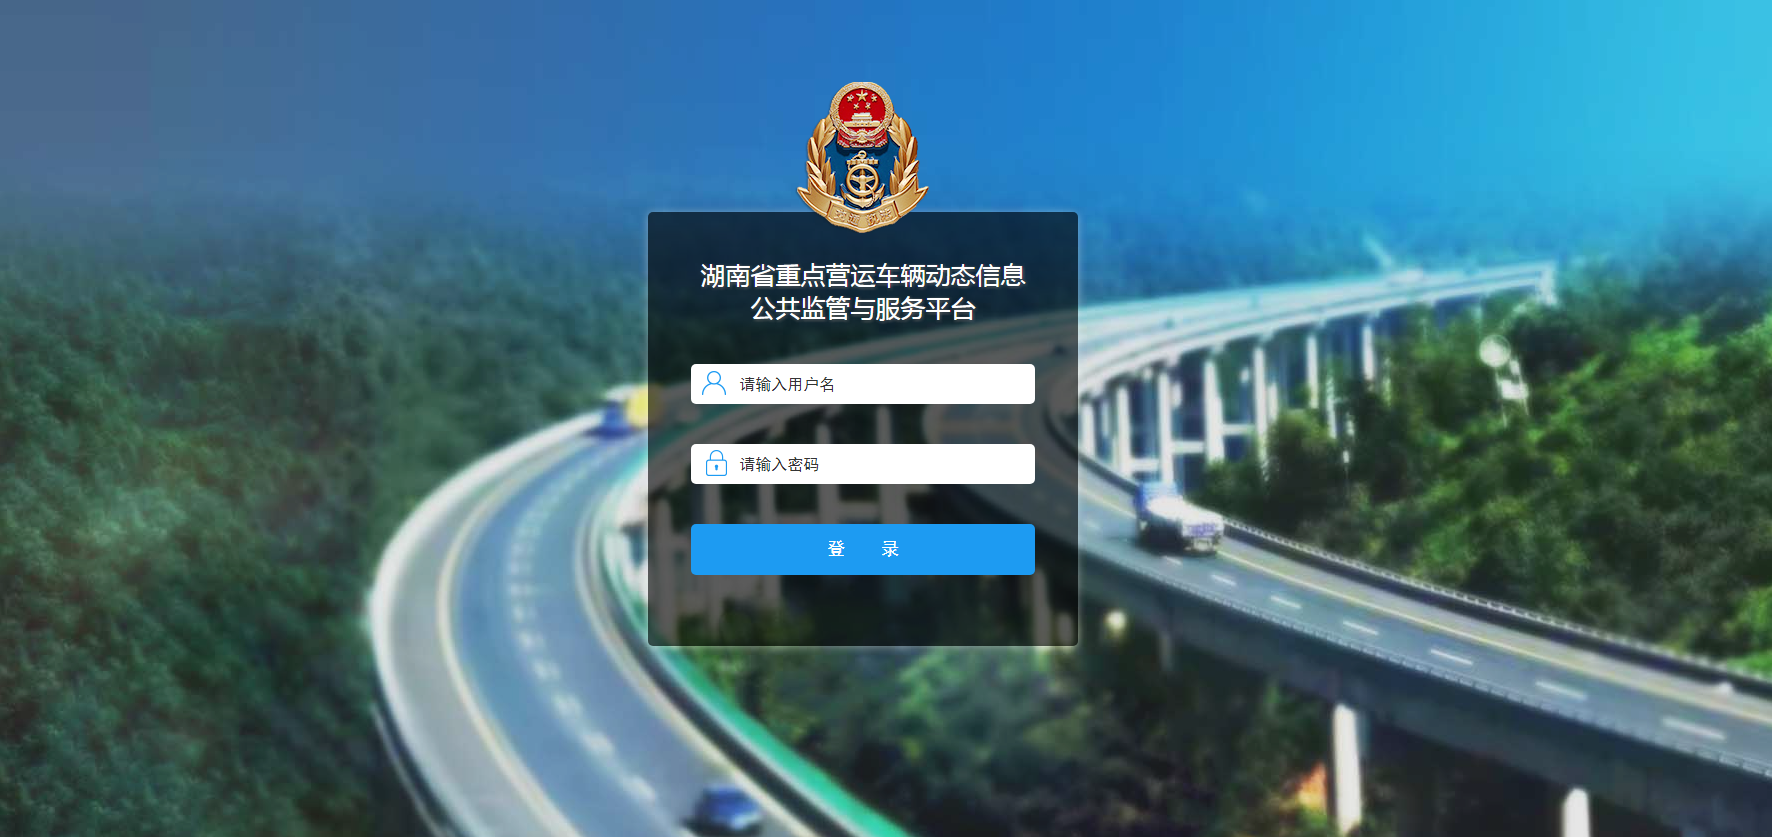 湖南省重点营运车辆动态信息
公共监管与服务平台
请输入用户名
请输入密码
登 录